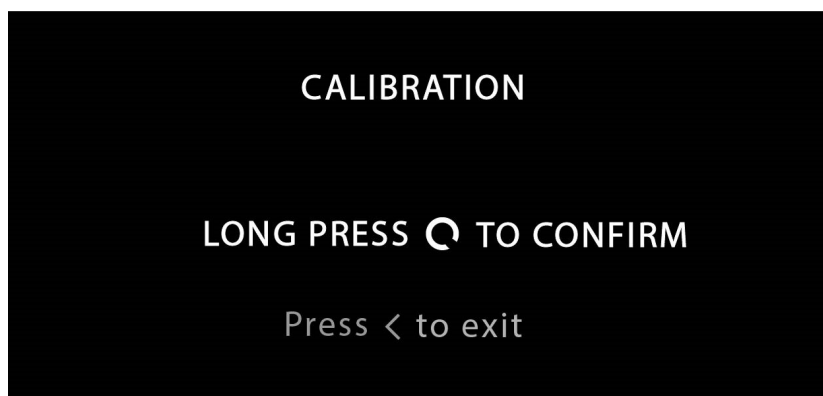 CALIBRATION
LONG PRESS TO CONFIRM
Press < to exit